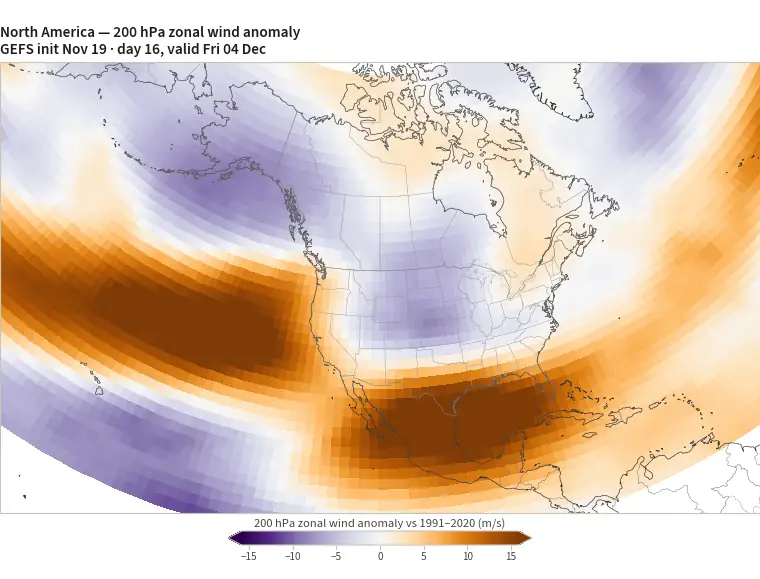 North America — 200 hPa zonal wind anomaly
GEFS init Nov 19 · day 16, valid Fri 04 Dec
200 hPa zonal wind anomaly vs 1991–2020 (m/s)
−15 −10 −5 0 5 10 15